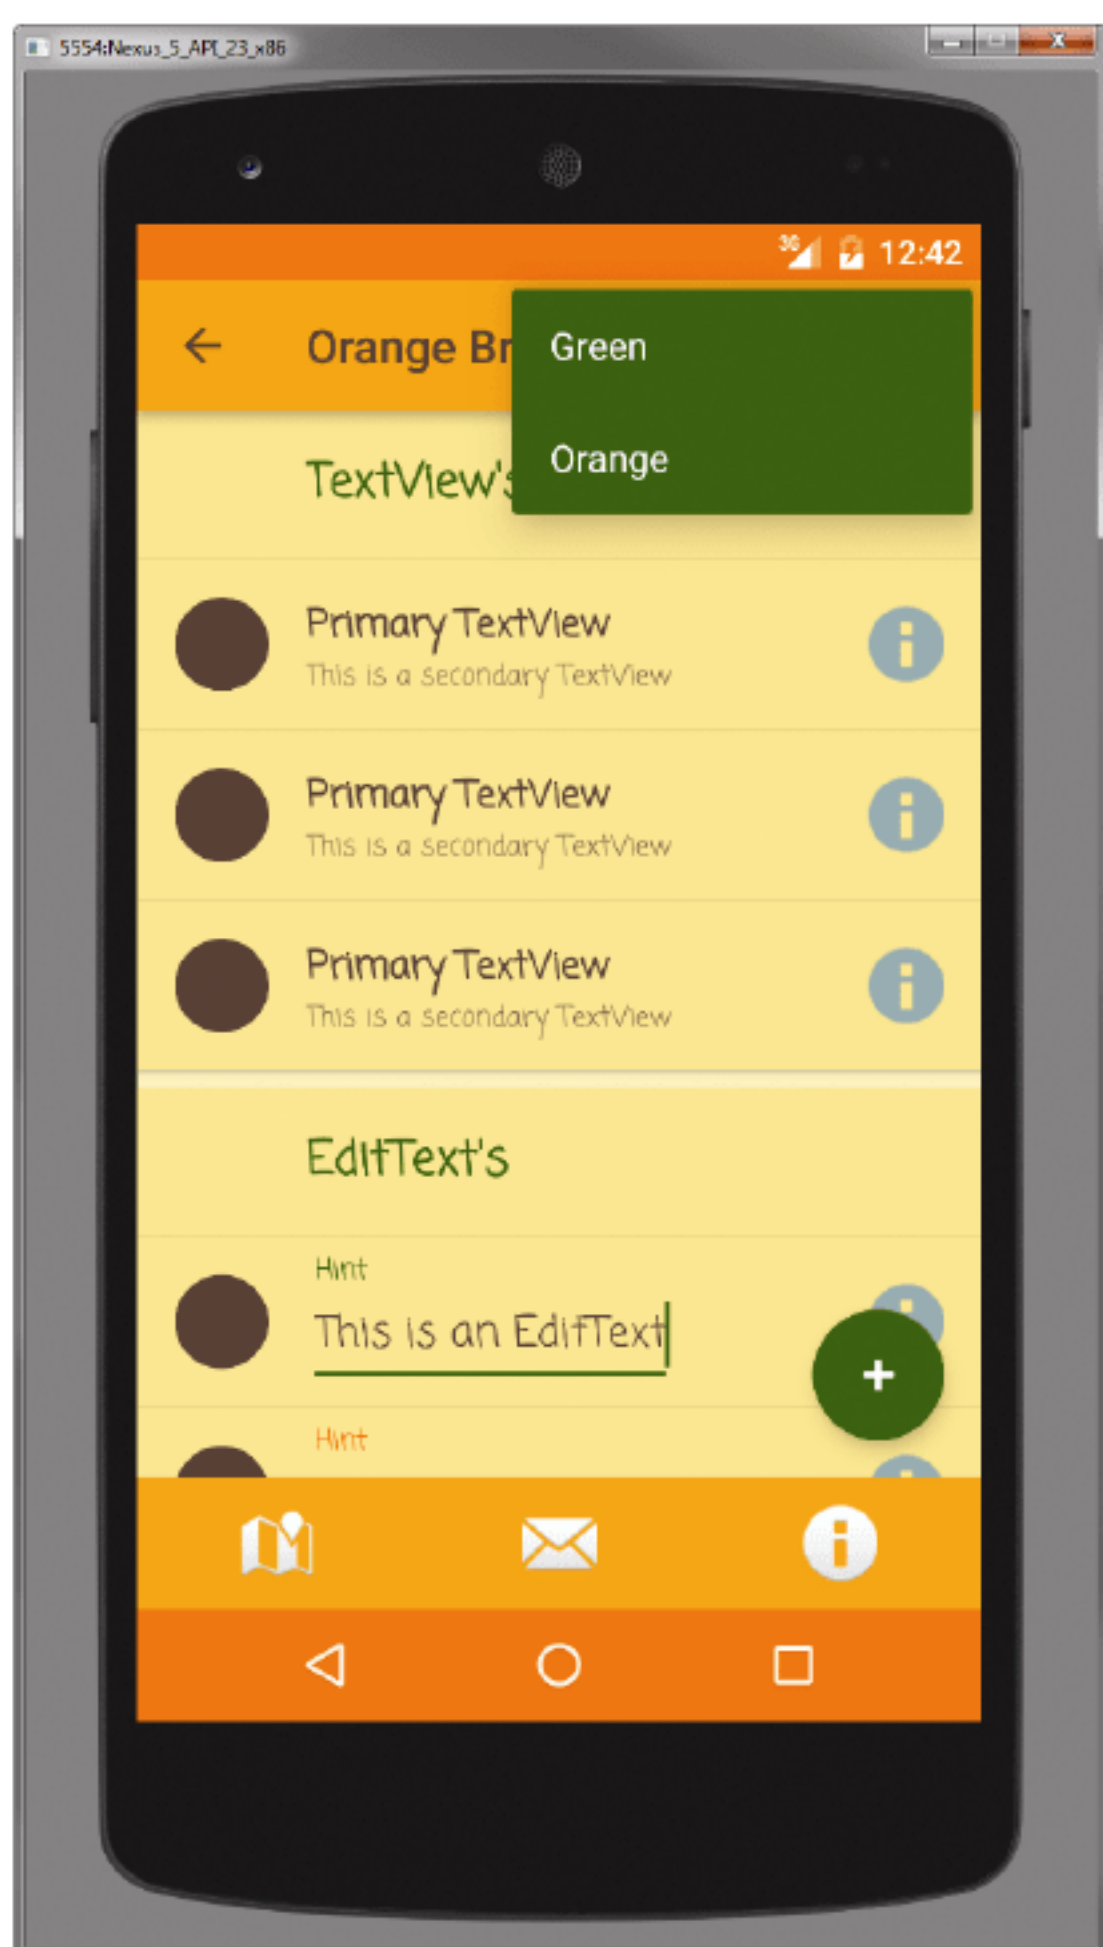 5554:Nexus_5_API_23_x86
3G 12:42
Orange Br
Green
Orange
TextView's
Primary TextView
This is a secondary TextView
Primary TextView
This is a secondary TextView
Primary TextView
This is a secondary TextView
EditText's
Hint
This is an EditText
Hint